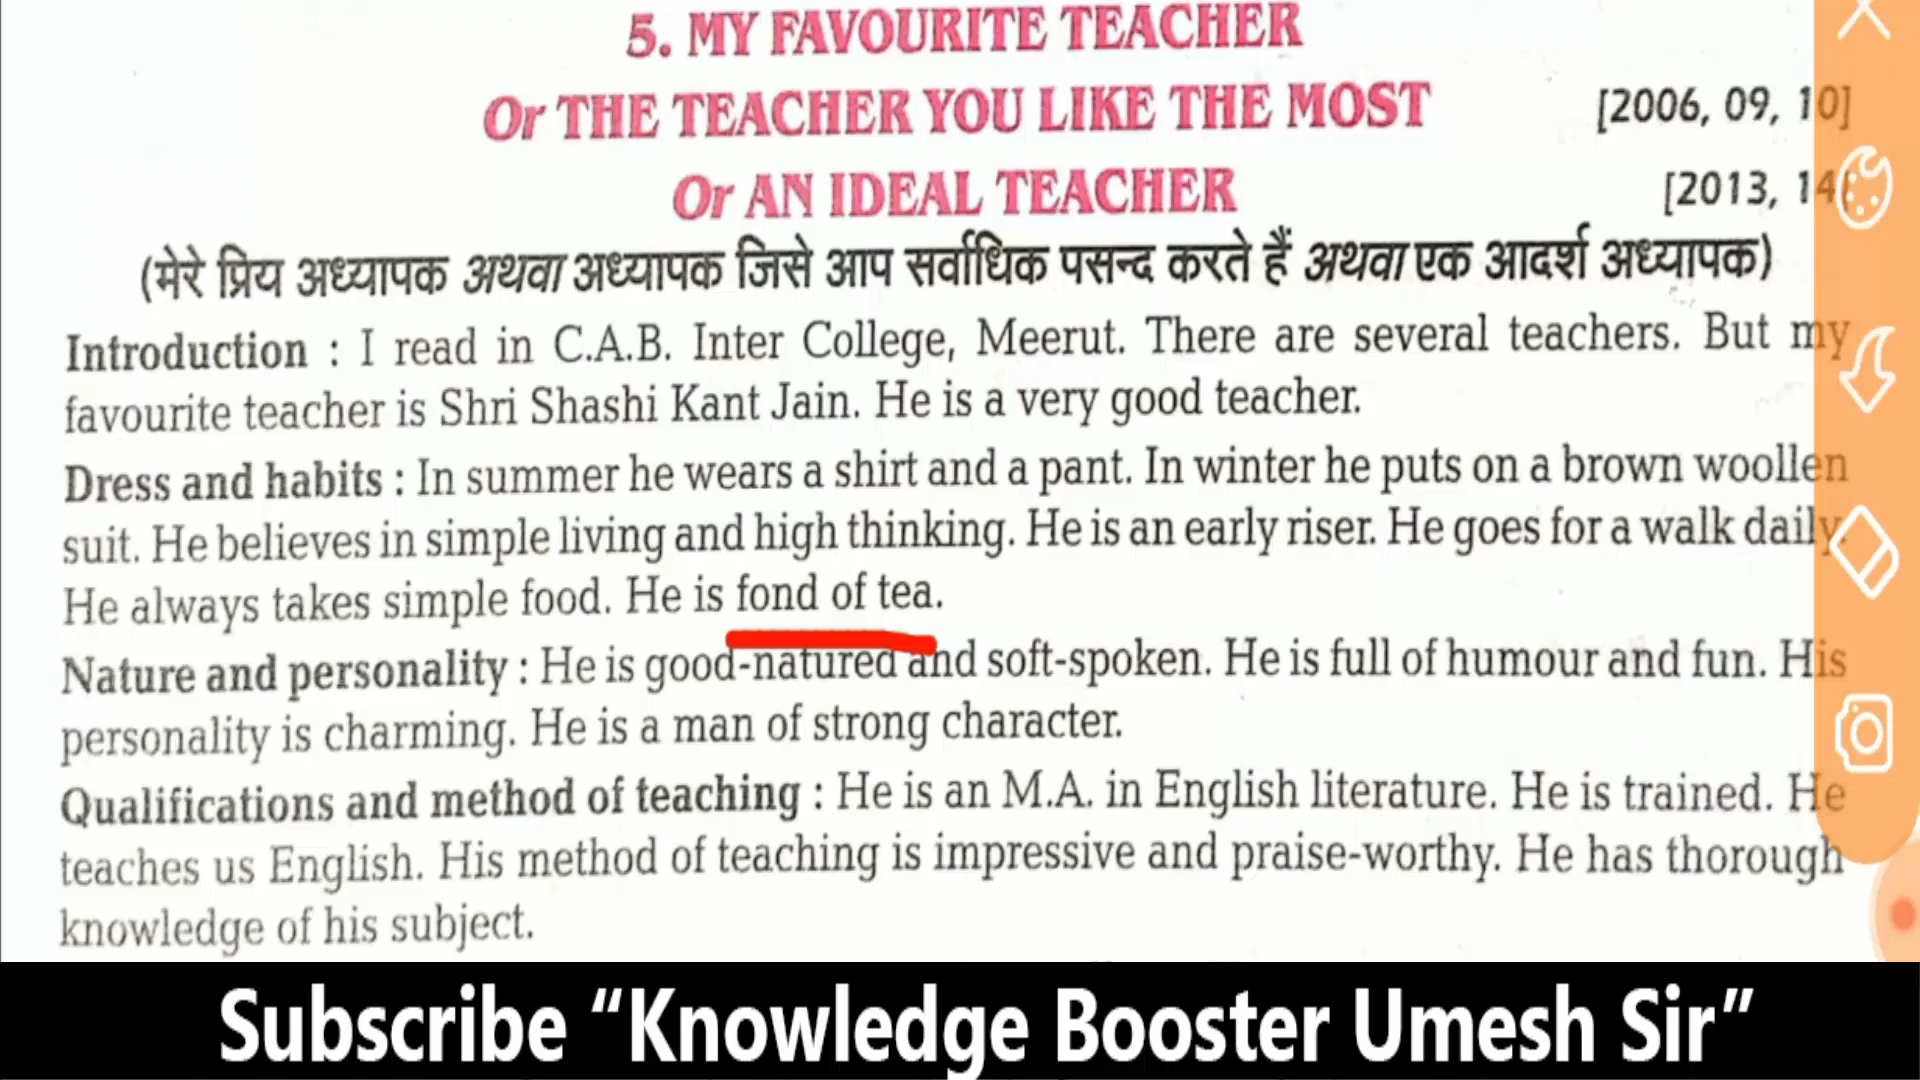 5. MY FAVOURITE TEACHER
Or THE TEACHER YOU LIKE THE MOST [2006, 09, 10]
Or AN IDEAL TEACHER [2013, 14]
(मेरे प्रिय अध्यापक अथवा अध्यापक जिसे आप सर्वाधिक पसन्द करते हैं अथवा एक आदर्श अध्यापक)
Introduction : I read in C.A.B. Inter College, Meerut. There are several teachers. But my
favourite teacher is Shri Shashi Kant Jain. He is a very good teacher.
Dress and habits : In summer he wears a shirt and a pant. In winter he puts on a brown woollen
suit. He believes in simple living and high thinking. He is an early riser. He goes for a walk daily.
He always takes simple food. He is fond of tea.
Nature and personality : He is good-natured and soft-spoken. He is full of humour and fun. His
personality is charming. He is a man of strong character.
Qualifications and method of teaching : He is an M.A. in English literature. He is trained. He
teaches us English. His method of teaching is impressive and praise-worthy. He has thorough
knowledge of his subject.
Subscribe “Knowledge Booster Umesh Sir”